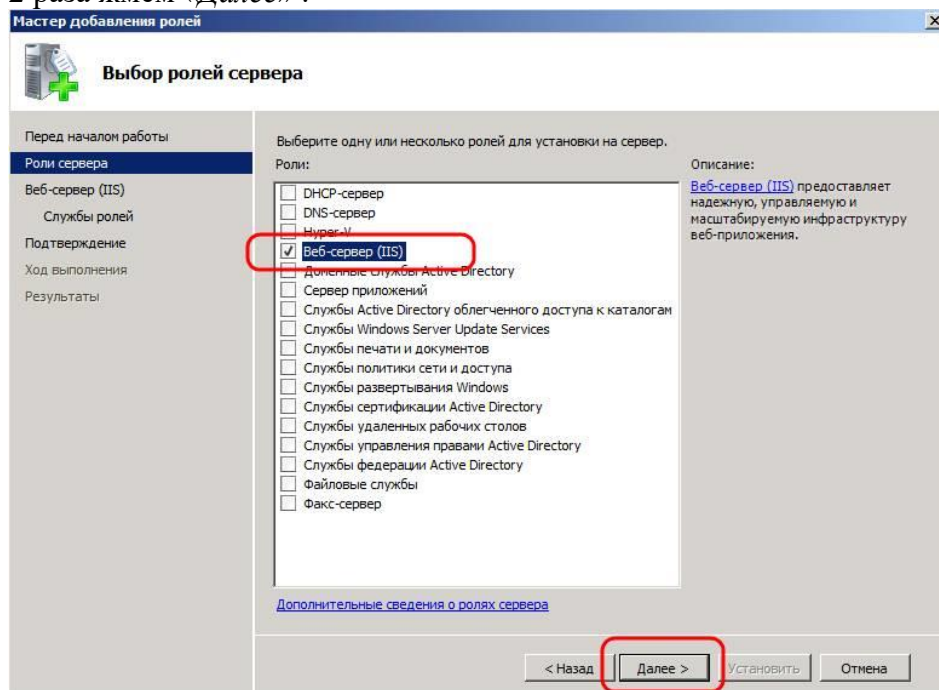 2 раза жмем «Далее» .
Мастер добавления ролей
Выбор ролей сервера
Перед началом работы
Роли сервера
Веб-сервер (IIS)
Службы ролей
Подтверждение
Ход выполнения
Результаты
Выберите одну или несколько ролей для установки на сервер.
Роли:
DHCP-сервер
DNS-сервер
Hyper-V
Веб-сервер (IIS)
Доменные службы Active Directory
Сервер приложений
Службы Active Directory облегченного доступа к каталогам
Службы Windows Server Update Services
Службы печати и документов
Службы политики сети и доступа
Службы развертывания Windows
Службы сертификации Active Directory
Службы удаленных рабочих столов
Службы управления правами Active Directory
Службы федерации Active Directory
Файловые службы
Факс-сервер
Дополнительные сведения о ролях сервера
Описание:
Веб-сервер (IIS) предоставляет
надежную, управляемую и
масштабируемую инфраструктуру
веб-приложения.
< Назад
Далее >
Установить
Отмена